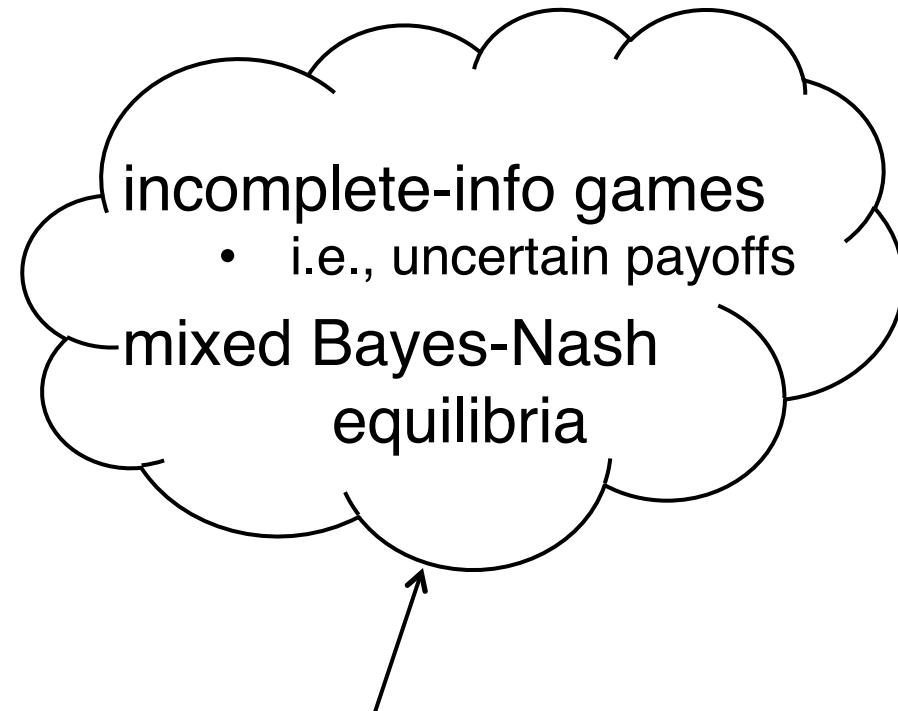 incomplete-info games
• i.e., uncertain payoffs
mixed Bayes-Nash
equilibria